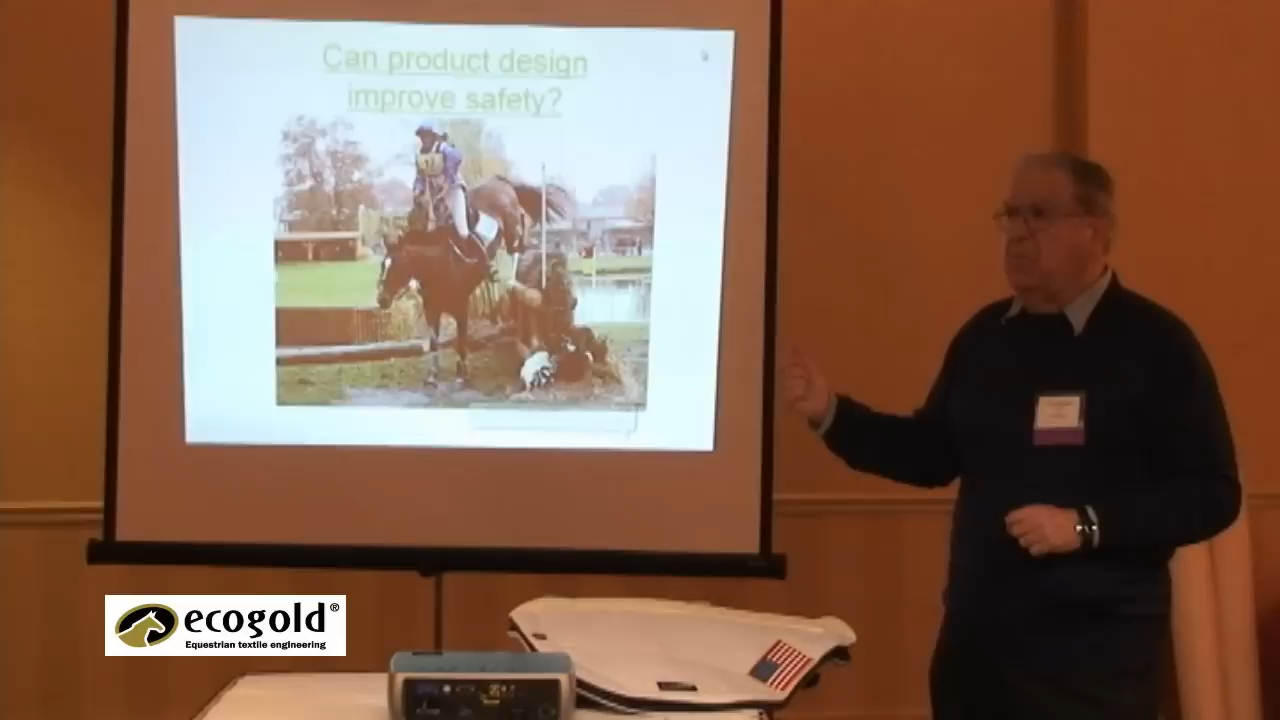 Can product design
improve safety?
ecogold®
Equestrian textile engineering